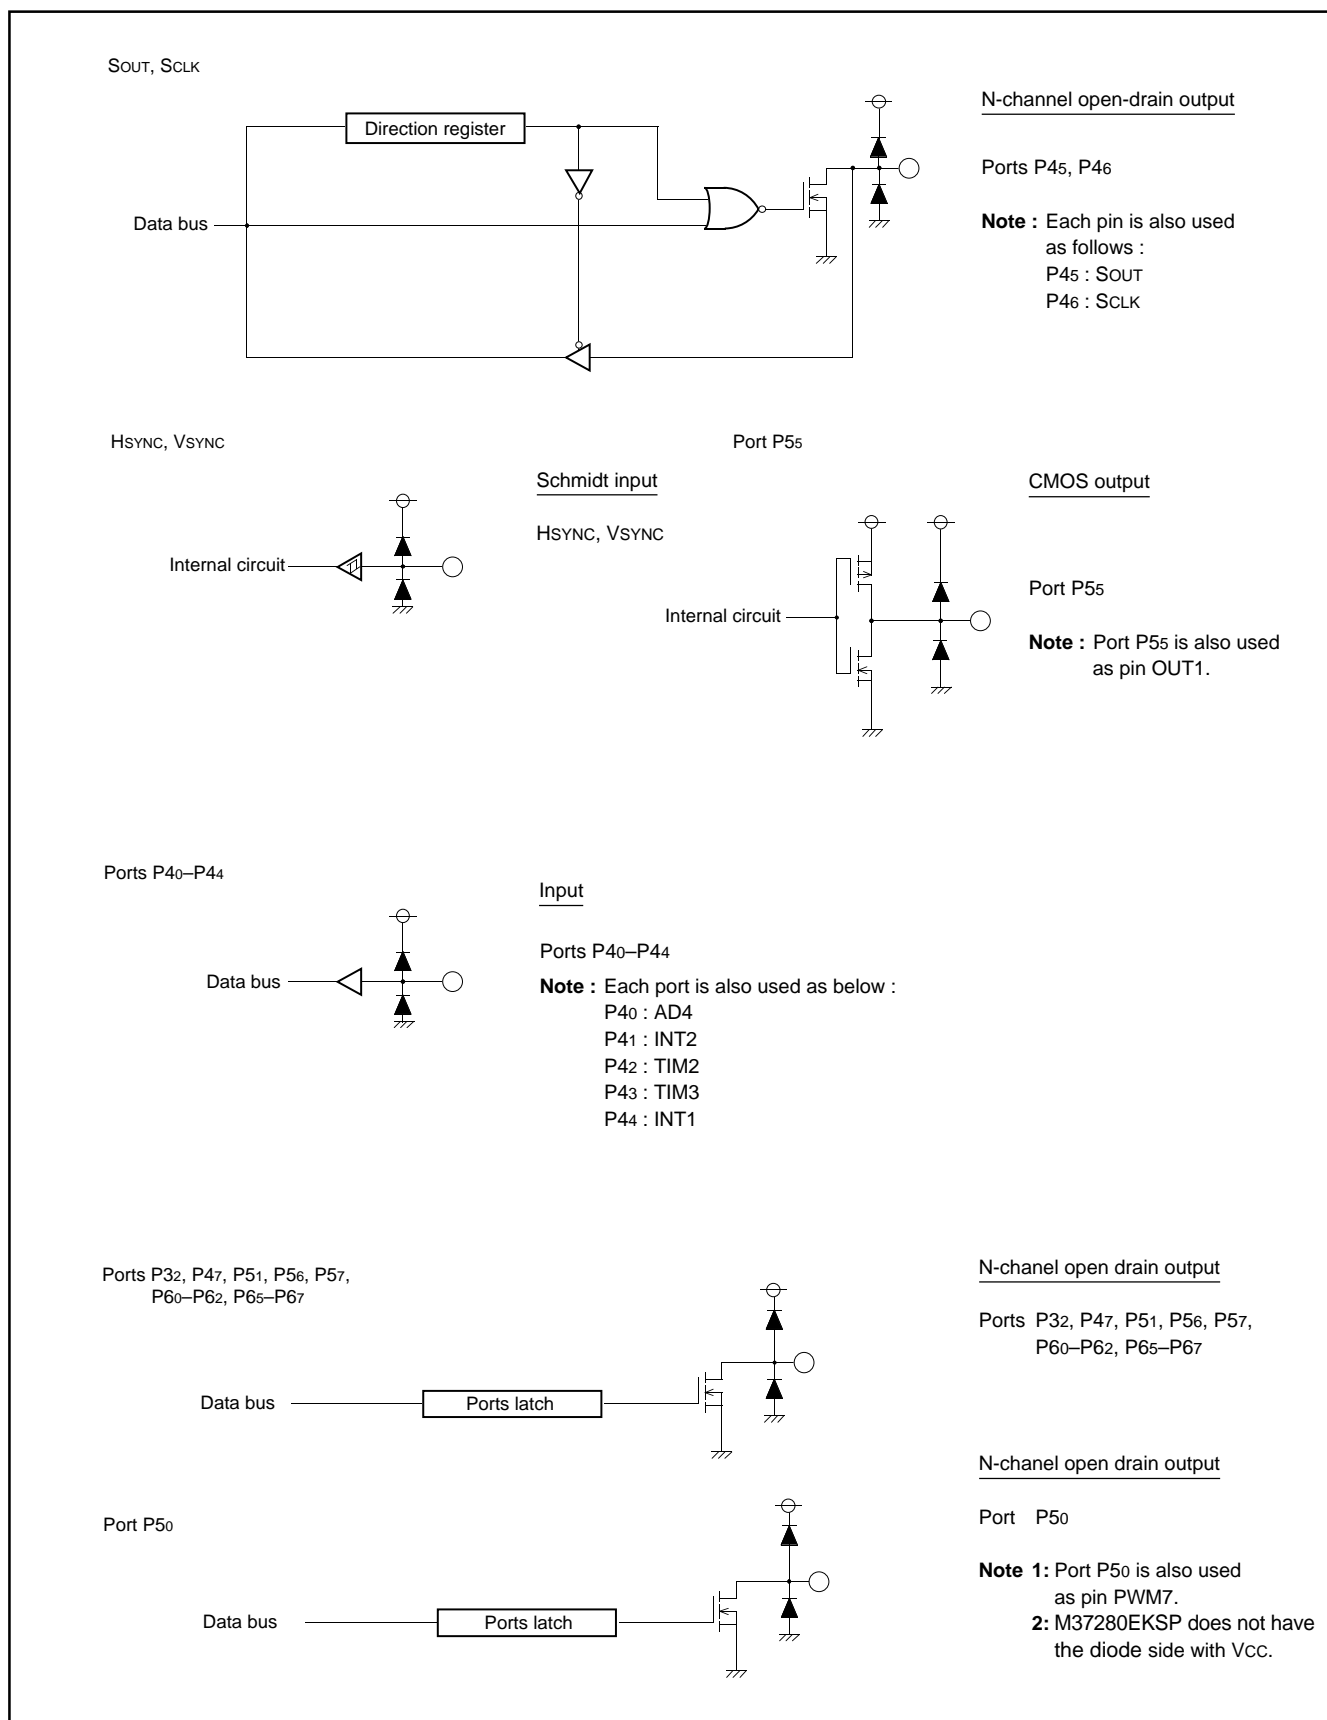 SOUT, SCLK
Direction register
Data bus
N-channel open-drain output
Ports P45, P46
Note : Each pin is also used
as follows :
P45 : SOUT
P46 : SCLK
HSYNC, VSYNC
Internal circuit
Schmidt input
HSYNC, VSYNC
Port P55
Internal circuit
CMOS output
Port P55
Note : Port P55 is also used
as pin OUT1.
Ports P40–P44
Data bus
Input
Ports P40–P44
Note : Each port is also used as below :
P40 : AD4
P41 : INT2
P42 : TIM2
P43 : TIM3
P44 : INT1
Ports P32, P47, P51, P56, P57,
P60–P62, P65–P67
Data bus
Ports latch
N-chanel open drain output
Ports P32, P47, P51, P56, P57,
P60–P62, P65–P67
Port P50
Data bus
Ports latch
N-chanel open drain output
Port P50
Note 1: Port P50 is also used
as pin PWM7.
2: M37280EKSP does not have
the diode side with VCC.